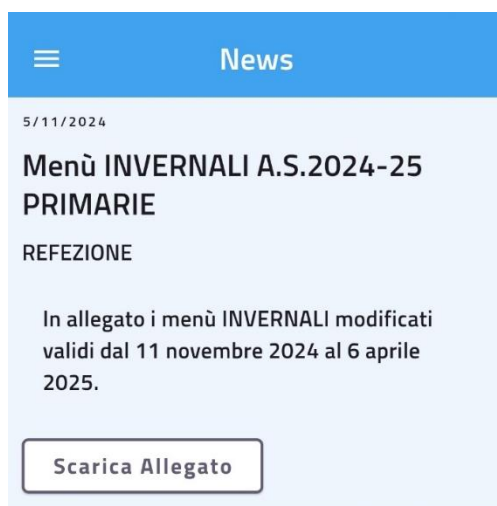 News
5/11/2024
Menù INVERNALI A.S.2024-25
PRIMARIE
REFEZIONE
In allegato i menù INVERNALI modificati
validi dal 11 novembre 2024 al 6 aprile
2025.
Scarica Allegato